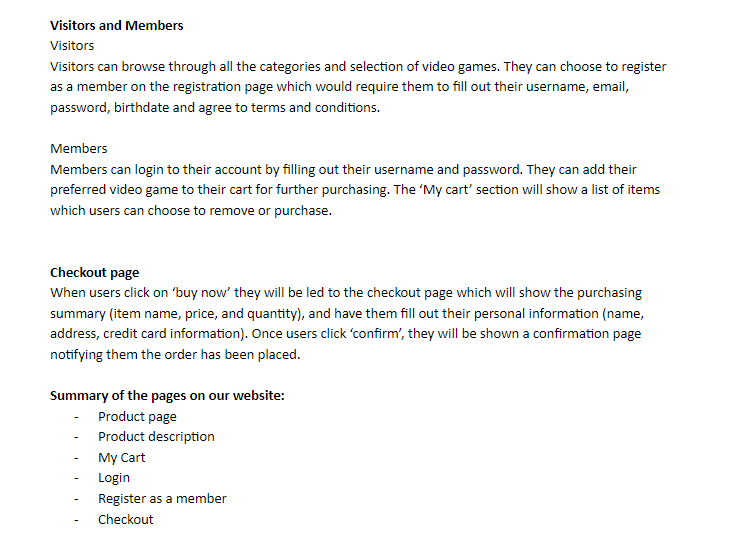 Visitors and Members
Visitors
Visitors can browse through all the categories and selection of video games. They can choose to register
as a member on the registration page which would require them to fill out their username, email,
password, birthdate and agree to terms and conditions.
Members
Members can login to their account by filling out their username and password. They can add their
preferred video game to their cart for further purchasing. The ‘My cart’ section will show a list of items
which users can choose to remove or purchase.
Checkout page
When users click on ‘buy now’ they will be led to the checkout page which will show the purchasing
summary (item name, price, and quantity), and have them fill out their personal information (name,
address, credit card information). Once users click ‘confirm’, they will be shown a confirmation page
notifying them the order has been placed.
Summary of the pages on our website:
- Product page
- Product description
- My Cart
- Login
- Register as a member
- Checkout